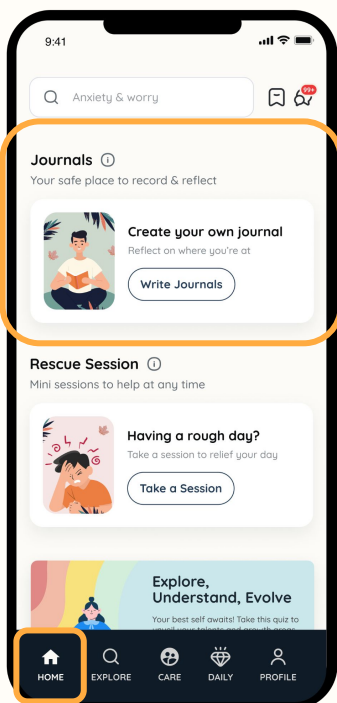 9:41
Anxiety & worry
99+
Journals
Your safe place to record & reflect
Create your own journal
Reflect on where you're at
Write Journals
Rescue Session
Mini sessions to help at any time
Having a rough day?
Take a session to relief your day
Take a Session
Explore,
Understand, Evolve
Your best self awaits! Take this quiz to
HOME
EXPLORE
CARE
DAILY
PROFILE